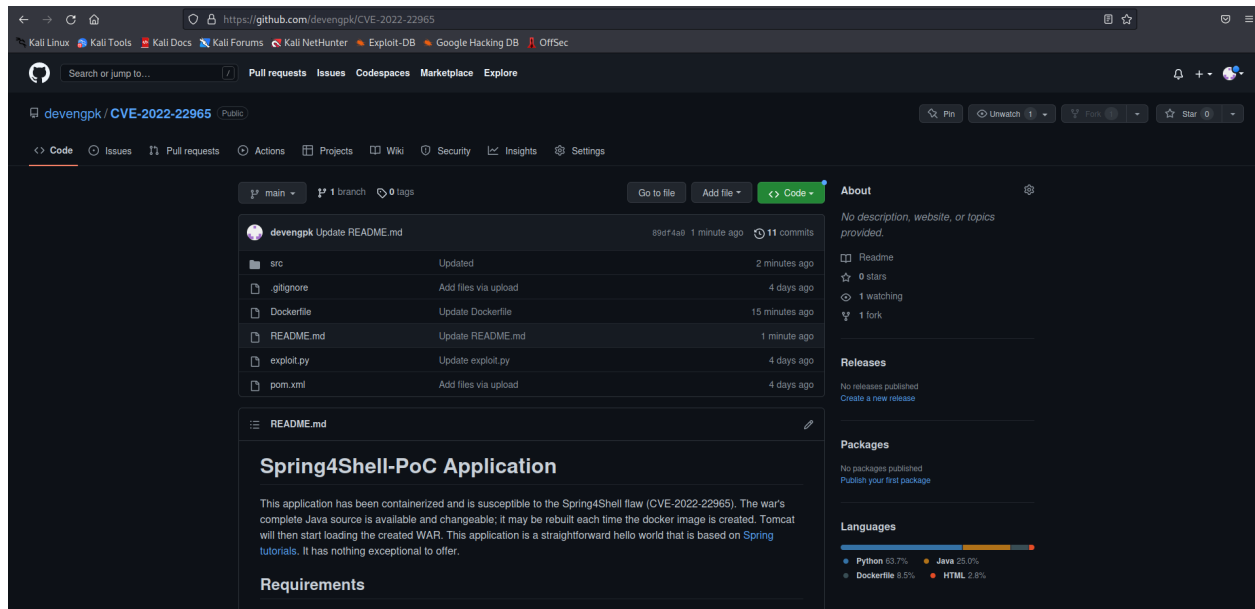 https://github.com/devengpk/CVE-2022-22965
Kali Linux Kali Tools Kali Docs Kali Forums Kali NetHunter Exploit-DB Google Hacking DB OffSec
Search or jump to... / Pull requests Issues Codespaces Marketplace Explore
devengpk / CVE-2022-22965 Public Pin Unwatch 1 Fork 1 Star 0
Code Issues Pull requests Actions Projects Wiki Security Insights Settings
main 1 branch 0 tags Go to file Add file Code
devengpk Update README.md 89df4a0 1 minute ago 11 commits
src Updated 2 minutes ago
.gitignore Add files via upload 4 days ago
Dockerfile Update Dockerfile 15 minutes ago
README.md Update README.md 1 minute ago
exploit.py Update exploit.py 4 days ago
pom.xml Add files via upload 4 days ago
README.md
Spring4Shell-PoC Application
This application has been containerized and is susceptible to the Spring4Shell flaw (CVE-2022-22965). The war's
complete Java source is available and changeable; it may be rebuilt each time the docker image is created. Tomcat
will then start loading the created WAR. This application is a straightforward hello world that is based on Spring
tutorials. It has nothing exceptional to offer.
Requirements
About
No description, website, or topics
provided.
Readme
0 stars
1 watching
1 fork
Releases
No releases published
Create a new release
Packages
No packages published
Publish your first package
Languages
Python 63.7% Java 25.0%
Dockerfile 8.5% HTML 2.8%